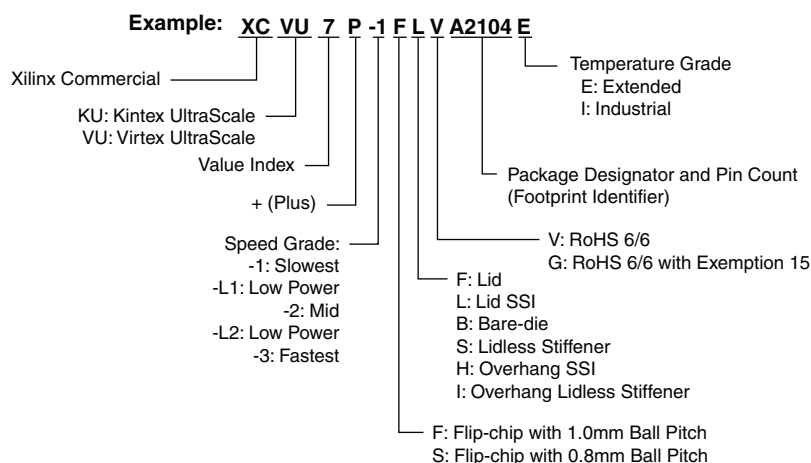 Example: XC VU 7 P -1 F L V A2104 E
Xilinx Commercial
KU: Kintex UltraScale
VU: Virtex UltraScale
Value Index
+ (Plus)
Speed Grade:
-1: Slowest
-L1: Low Power
-2: Mid
-L2: Low Power
-3: Fastest
Temperature Grade
E: Extended
I: Industrial
Package Designator and Pin Count
(Footprint Identifier)
V: RoHS 6/6
G: RoHS 6/6 with Exemption 15
F: Lid
L: Lid SSI
B: Bare-die
S: Lidless Stiffener
H: Overhang SSI
I: Overhang Lidless Stiffener
F: Flip-chip with 1.0mm Ball Pitch
S: Flip-chip with 0.8mm Ball Pitch